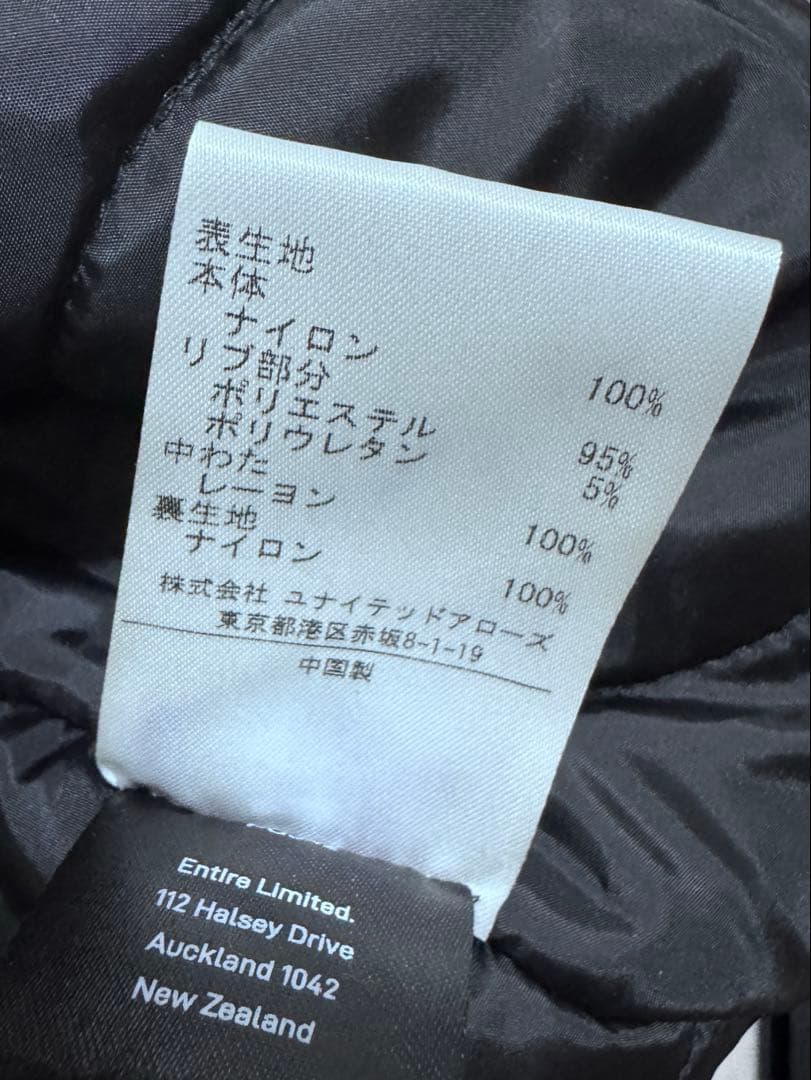 表生地
本体
ナイロン 100%
リブ部分
ポリエステル 95%
ポリウレタン 5%
中わた
レーヨン 100%
裏生地
ナイロン 100%
株式会社 ユナイテッドアローズ
東京都港区赤坂8-1-19
中国製
Entire Limited.
112 Halsey Drive
Auckland 1042
New Zealand